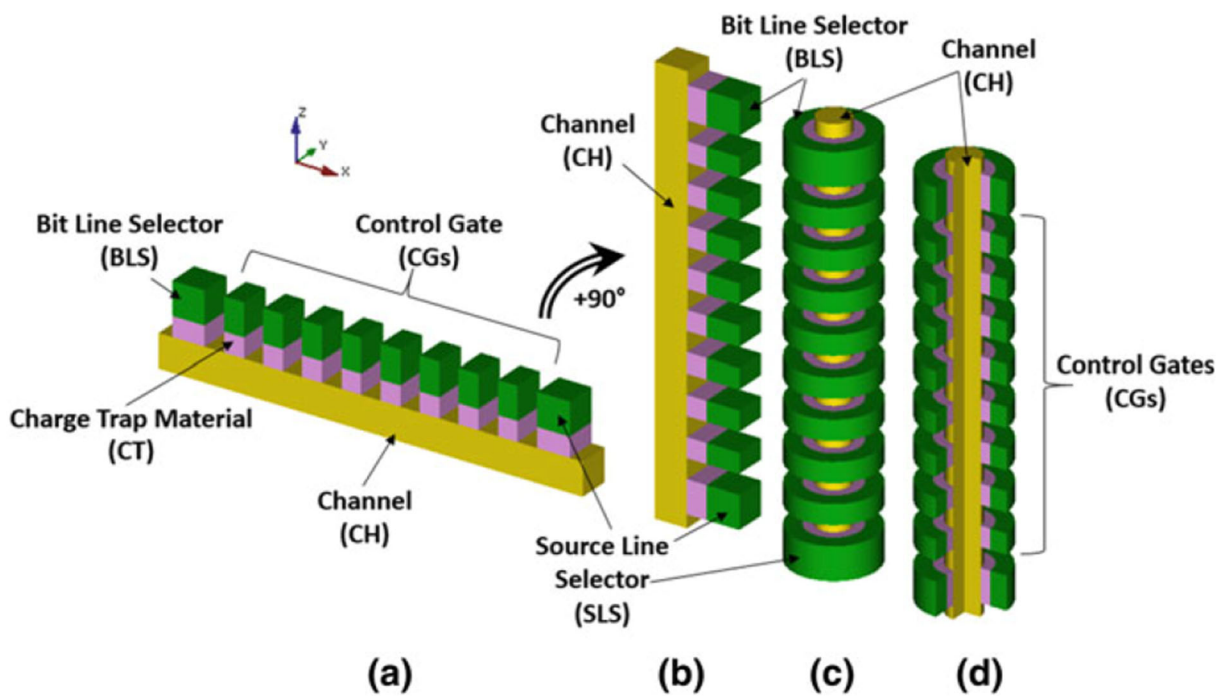 Bit Line Selector
(BLS)
Channel
(CH)
Channel
(CH)
Z
Y
X
Bit Line Selector
(BLS)
Control Gate
(CGs)
+90°
Control Gates
(CGs)
Charge Trap Material
(CT)
Channel
(CH)
Source Line
Selector
(SLS)
(a)
(b)
(c)
(d)